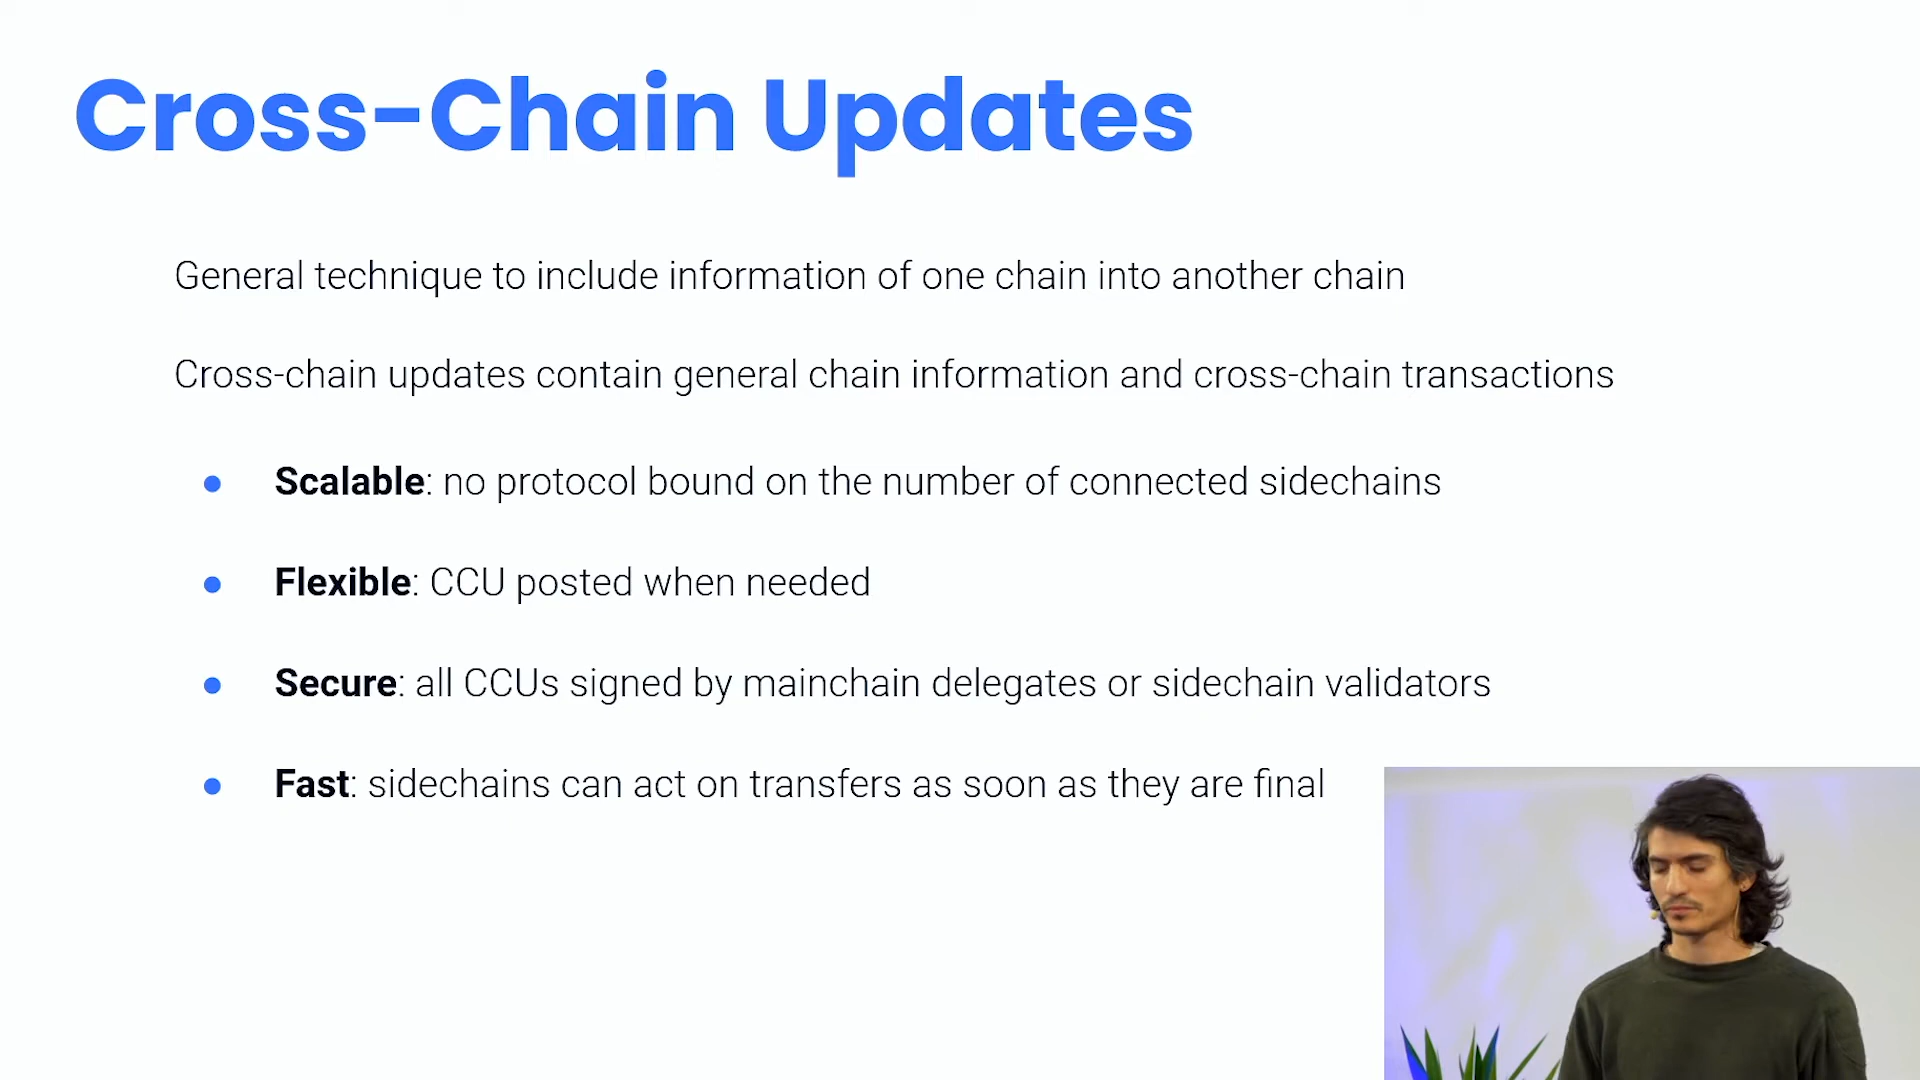 Cross-Chain Updates
General technique to include information of one chain into another chain
Cross-chain updates contain general chain information and cross-chain transactions
● Scalable: no protocol bound on the number of connected sidechains
● Flexible: CCU posted when needed
● Secure: all CCUs signed by mainchain delegates or sidechain validators
● Fast: sidechains can act on transfers as soon as they are final